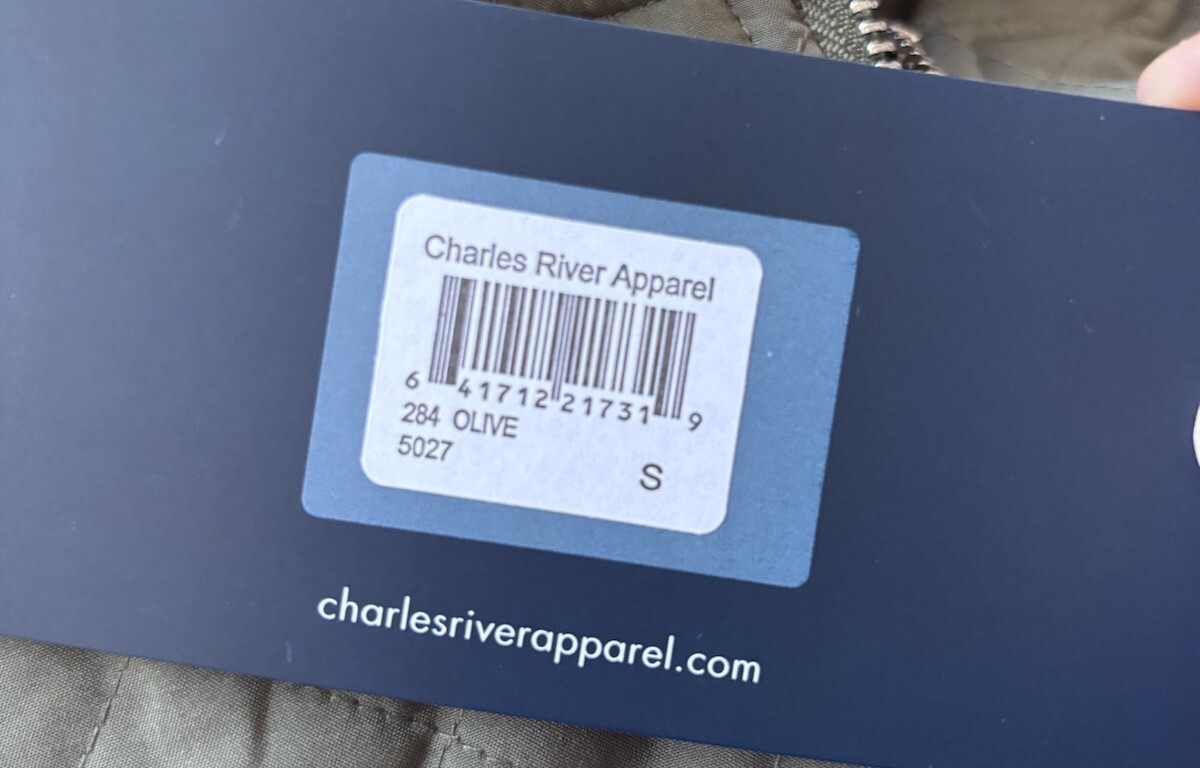 Charles River Apparel
6 41712 21731 9
284 OLIVE
5027
S
charlesriverapparel.com